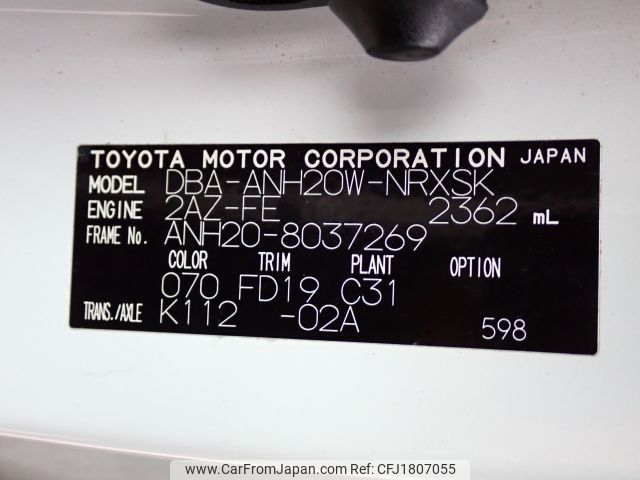 TOYOTA MOTOR CORPORATION JAPAN
MODEL DBA-ANH20W-NRXSK
ENGINE 2AZ-FE 2362 mL
FRAME No. ANH20-8037269
COLOR TRIM PLANT OPTION
070 FD19 C31
TRANS./AXLE K112 -02A 598
www.CarFromJapan.com | Ref No. CFJ1807055